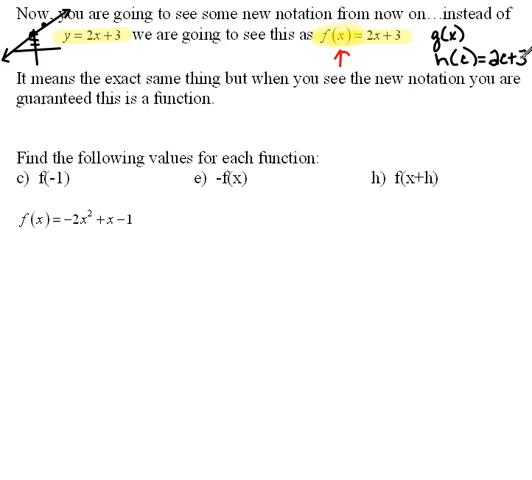 Now, you are going to see some new notation from now on…instead of
y = 2x + 3 we are going to see this as f(x) = 2x + 3 g(x)
h(c)=2c+3
It means the exact same thing but when you see the new notation you are
guaranteed this is a function.
Find the following values for each function:
c) f(-1) e) -f(x) h) f(x+h)
f(x) = −2x² + x − 1